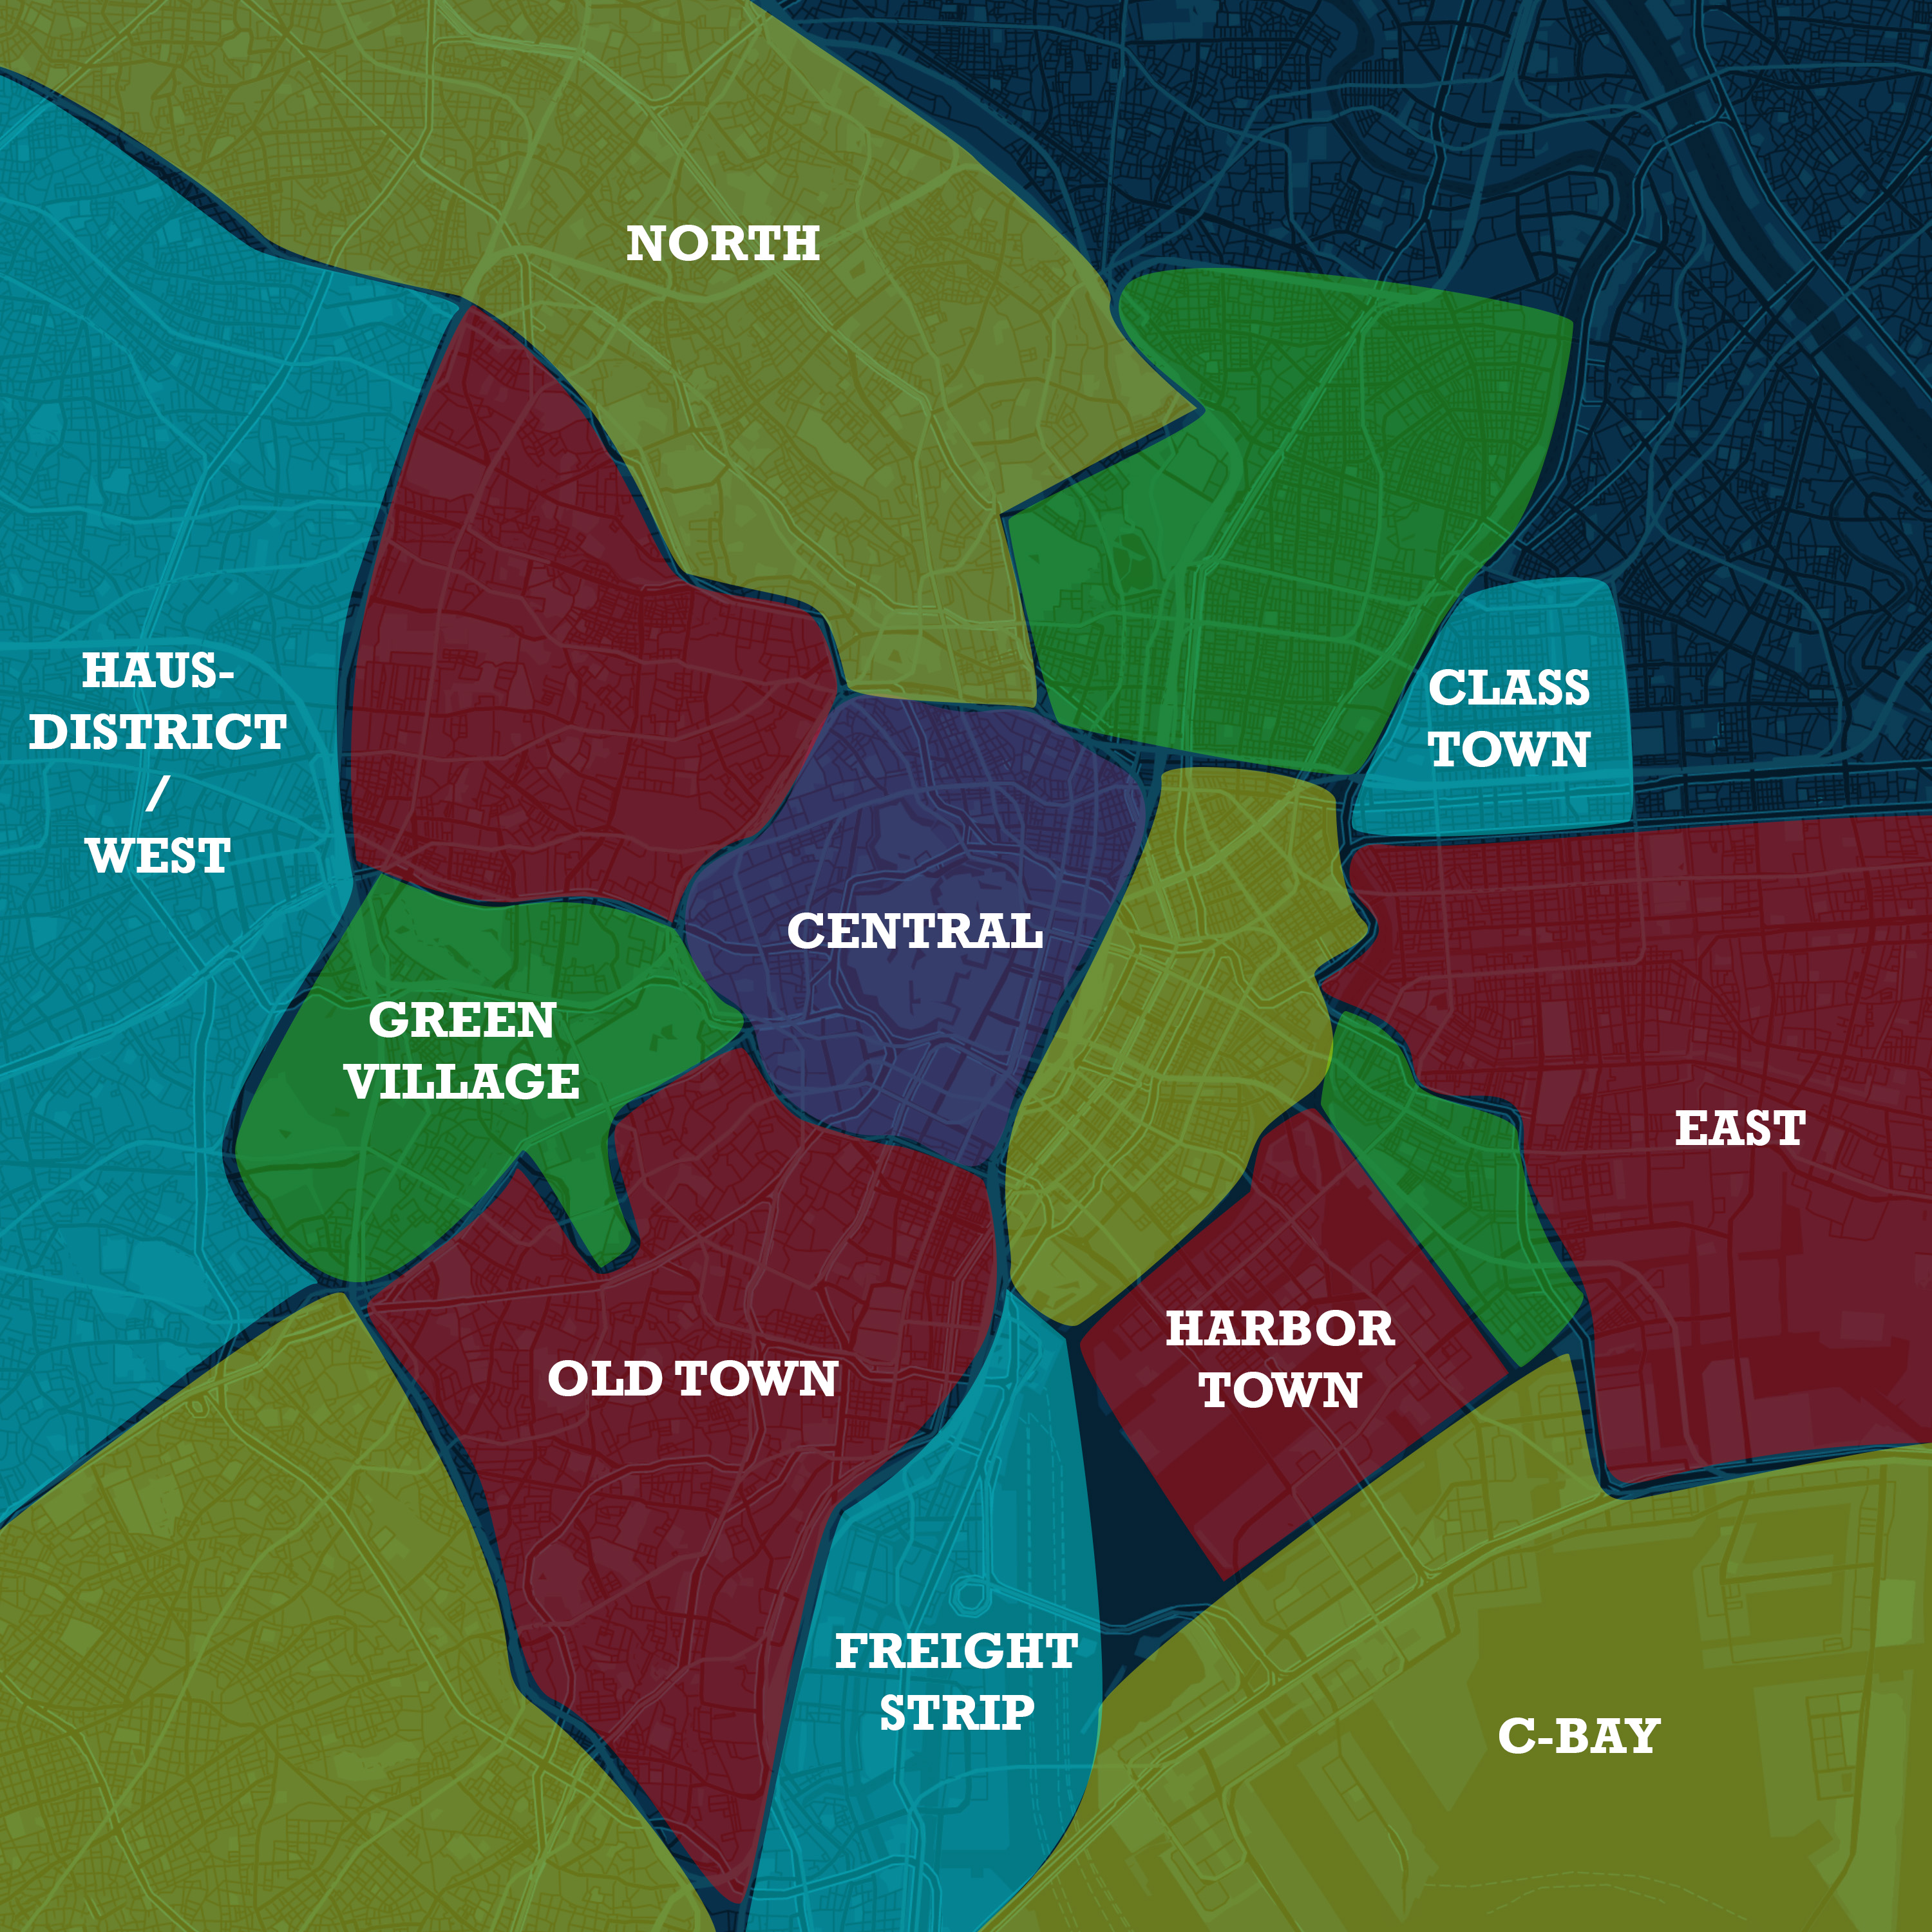 NORTH
HAUS-
DISTRICT
/
WEST
CLASS
TOWN
CENTRAL
GREEN
VILLAGE
EAST
HARBOR
TOWN
OLD TOWN
FREIGHT
STRIP
C-BAY